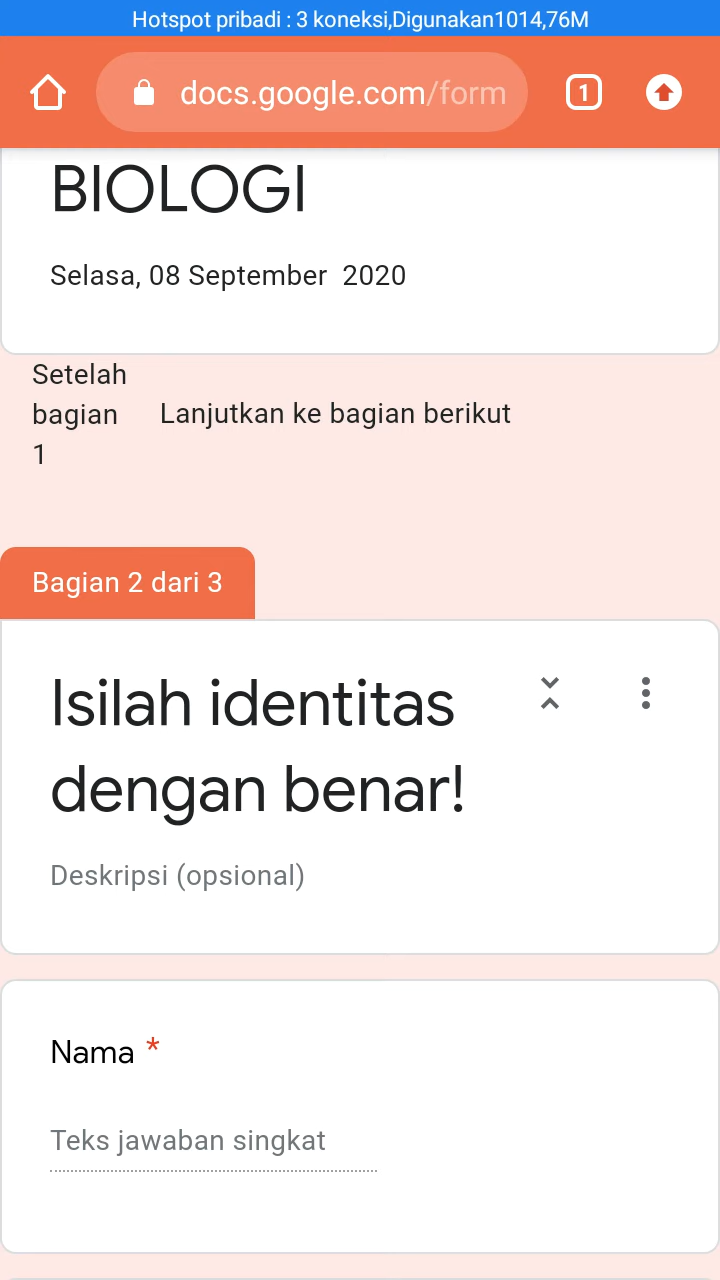 Hotspot pribadi : 3 koneksi,Digunakan1014,76M
docs.google.com/form
1
BIOLOGI
Selasa, 08 September  2020
Setelah
bagian
1
Lanjutkan ke bagian berikut
Bagian 2 dari 3
Isilah identitas
dengan benar!
Deskripsi (opsional)
Nama *
Teks jawaban singkat